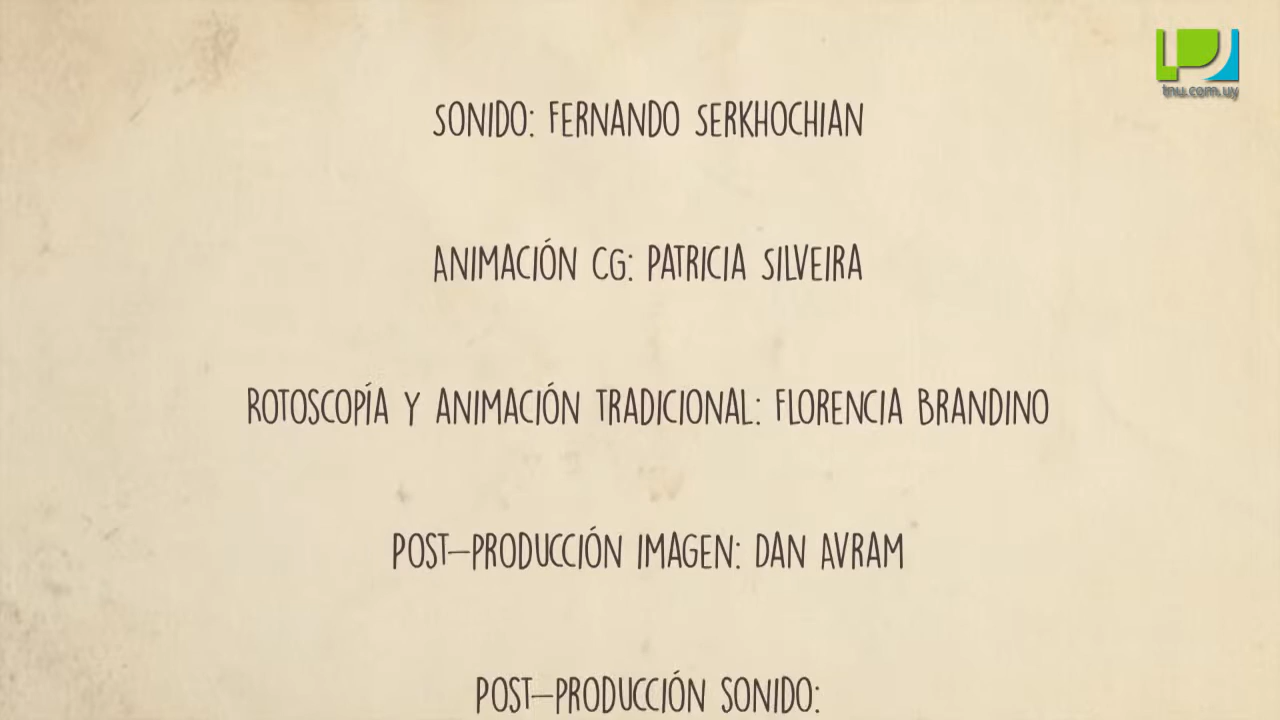 tnu.com.uy
SONIDO: FERNANDO SERKHOCHIAN
ANIMACIÓN CG: PATRICIA SILVEIRA
ROTOSCOPÍA Y ANIMACIÓN TRADICIONAL: FLORENCIA BRANDINO
POST-PRODUCCIÓN IMAGEN: DAN AVRAM
POST-PRODUCCIÓN SONIDO: